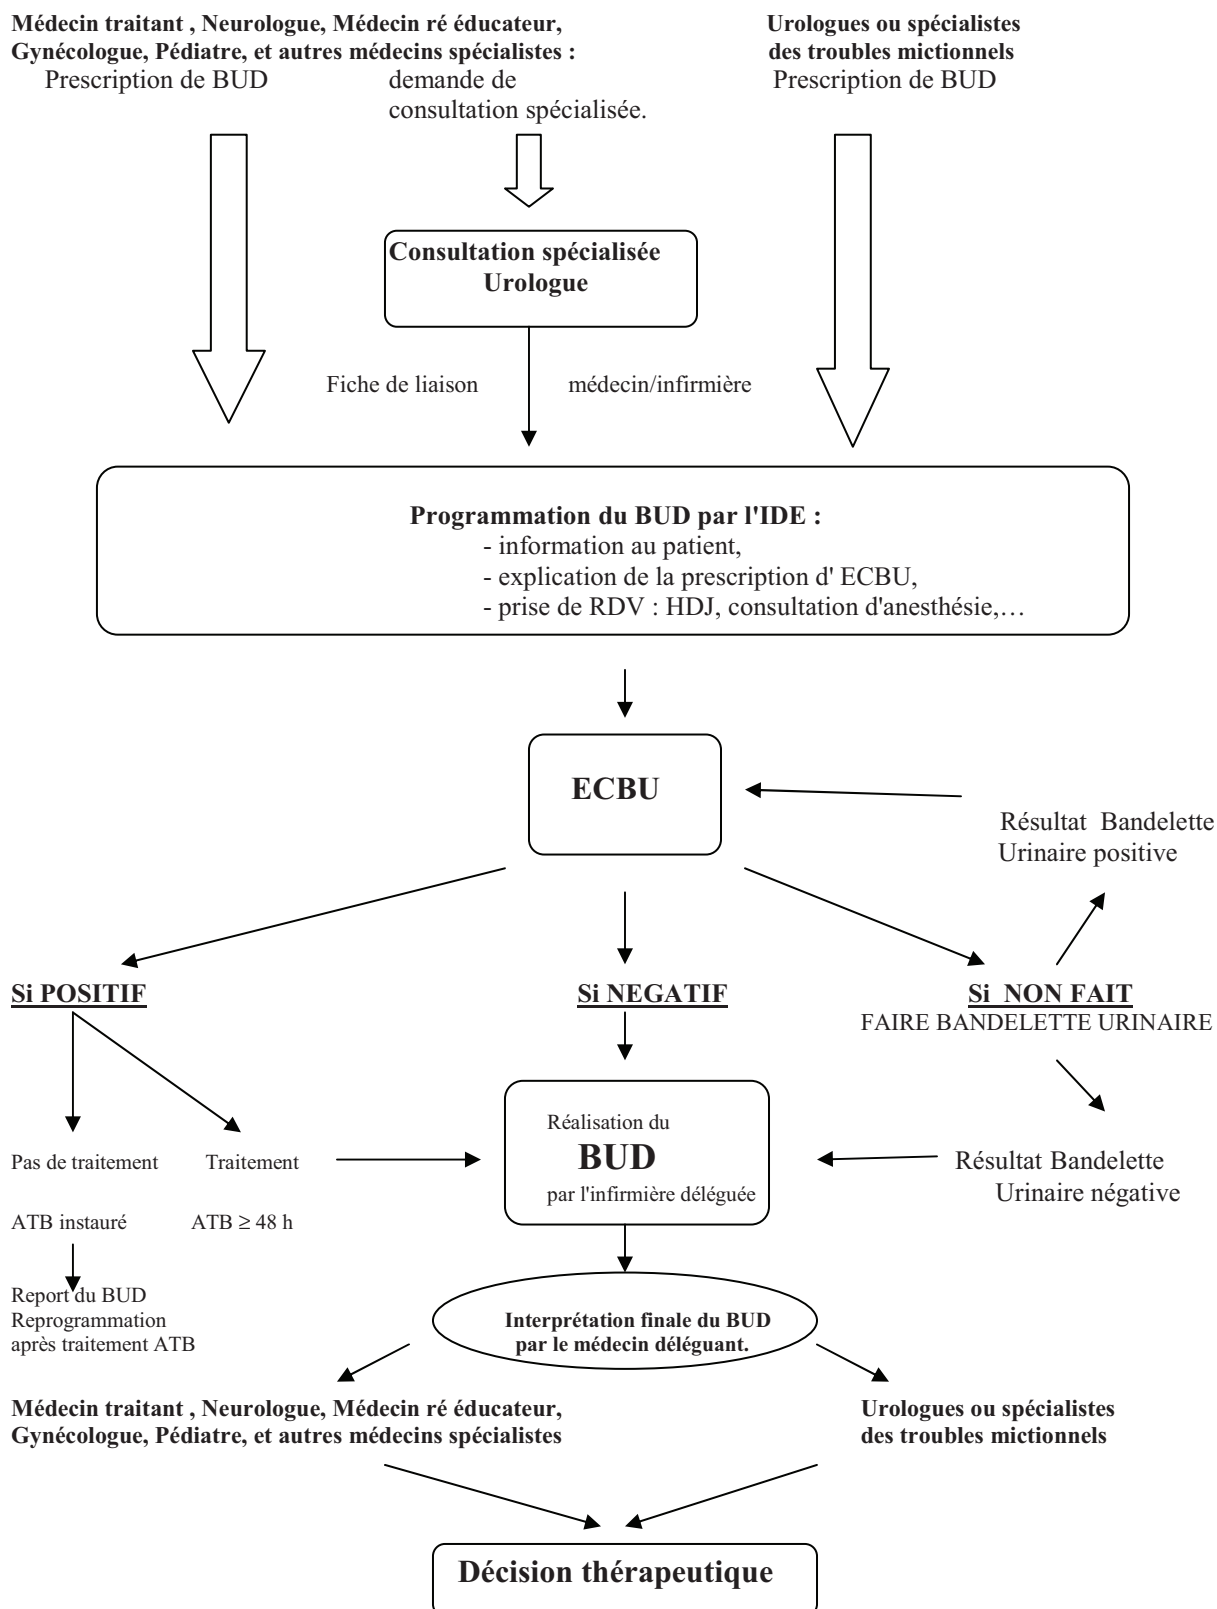 Médecin traitant , Neurologue, Médecin ré éducateur,
Gynécologue, Pédiatre, et autres médecins spécialistes :
Prescription de BUD
demande de
consultation spécialisée.
Urologues ou spécialistes
des troubles mictionnels
Prescription de BUD
Consultation spécialisée
Urologue
Fiche de liaison
médecin/infirmière
Programmation du BUD par l'IDE :
- information au patient,
- explication de la prescription d' ECBU,
- prise de RDV : HDJ, consultation d'anesthésie,…
ECBU
Résultat Bandelette
Urinaire positive
Si POSITIF
Si NEGATIF
Si NON FAIT
FAIRE BANDELETTE URINAIRE
Pas de traitement
Traitement
ATB instauré
ATB ≥ 48 h
Report du BUD
Reprogrammation
après traitement ATB
Réalisation du
BUD
par l'infirmière déléguée
Résultat Bandelette
Urinaire négative
Interprétation finale du BUD
par le médecin déléguant.
Médecin traitant , Neurologue, Médecin ré éducateur,
Gynécologue, Pédiatre, et autres médecins spécialistes
Urologues ou spécialistes
des troubles mictionnels
Décision thérapeutique